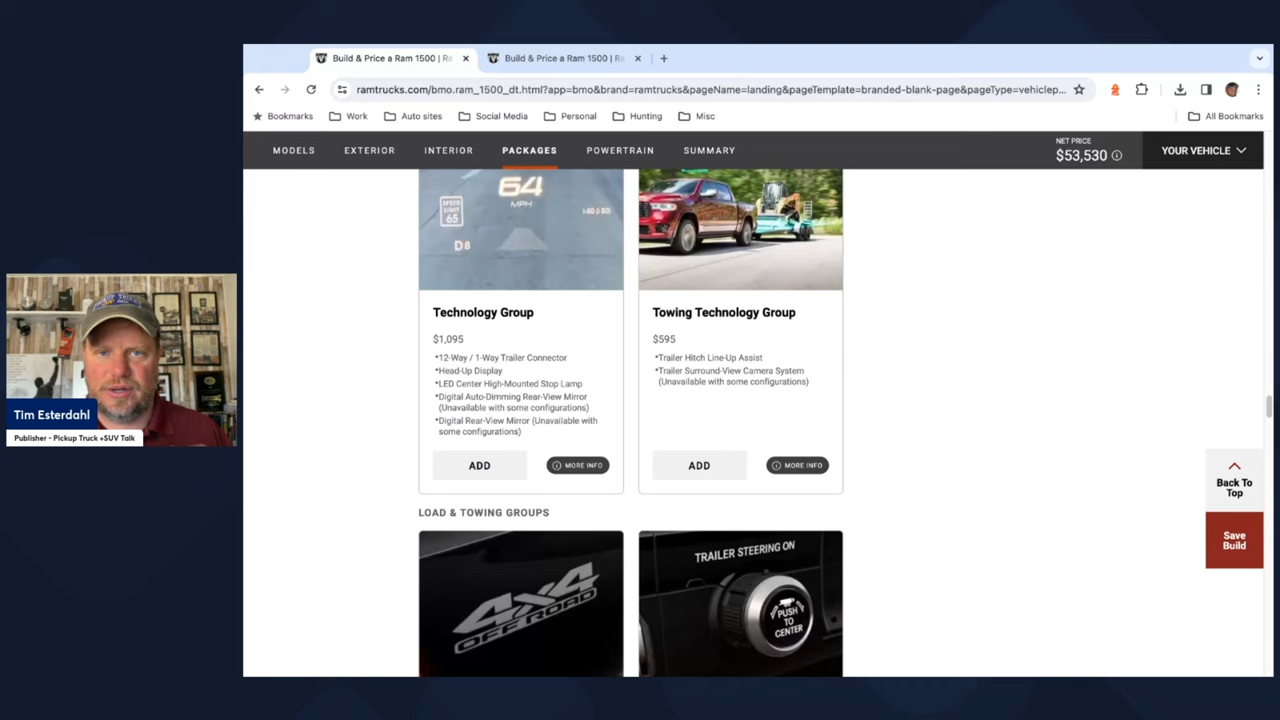 Build & Price a Ram 1500 | Ra
Build & Price a Ram 1500 | Ra
ramtrucks.com/bmo.ram_1500_dt.html?app=bmo&brand=ramtrucks&pageName=landing&pageTemplate=branded-blank-page&pageType=vehiclep...
Bookmarks
Work
Auto sites
Social Media
Personal
Hunting
Misc
All Bookmarks
MODELS
EXTERIOR
INTERIOR
PACKAGES
POWERTRAIN
SUMMARY
NET PRICE
$53,530
YOUR VEHICLE
64
MPH
SPEED
LIMIT
65
D8
Technology Group
$1,095
*12-Way / 1-Way Trailer Connector
*Head-Up Display
*LED Center High-Mounted Stop Lamp
*Digital Auto-Dimming Rear-View Mirror
(Unavailable with some configurations)
*Digital Rear-View Mirror (Unavailable with
some configurations)
ADD
MORE INFO
Towing Technology Group
$595
*Trailer Hitch Line-Up Assist
*Trailer Surround-View Camera System
(Unavailable with some configurations)
ADD
MORE INFO
LOAD & TOWING GROUPS
4X4
OFF ROAD
TRAILER STEERING ON
PUSH
TO
CENTER
Back To
Top
Save
Build
Tim Esterdahl
Publisher - Pickup Truck +SUV Talk